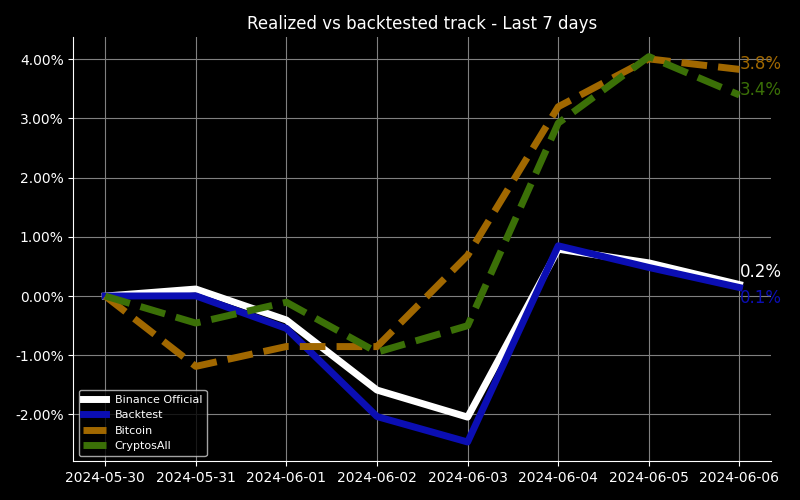 Realized vs backtested track - Last 7 days
4.00%
3.00%
2.00%
1.00%
0.00%
-1.00%
-2.00%
3.8%
3.4%
0.2%
0.1%
Binance Official
Backtest
Bitcoin
CryptosAll
2024-05-30 2024-05-31 2024-06-01 2024-06-02 2024-06-03 2024-06-04 2024-06-05 2024-06-06